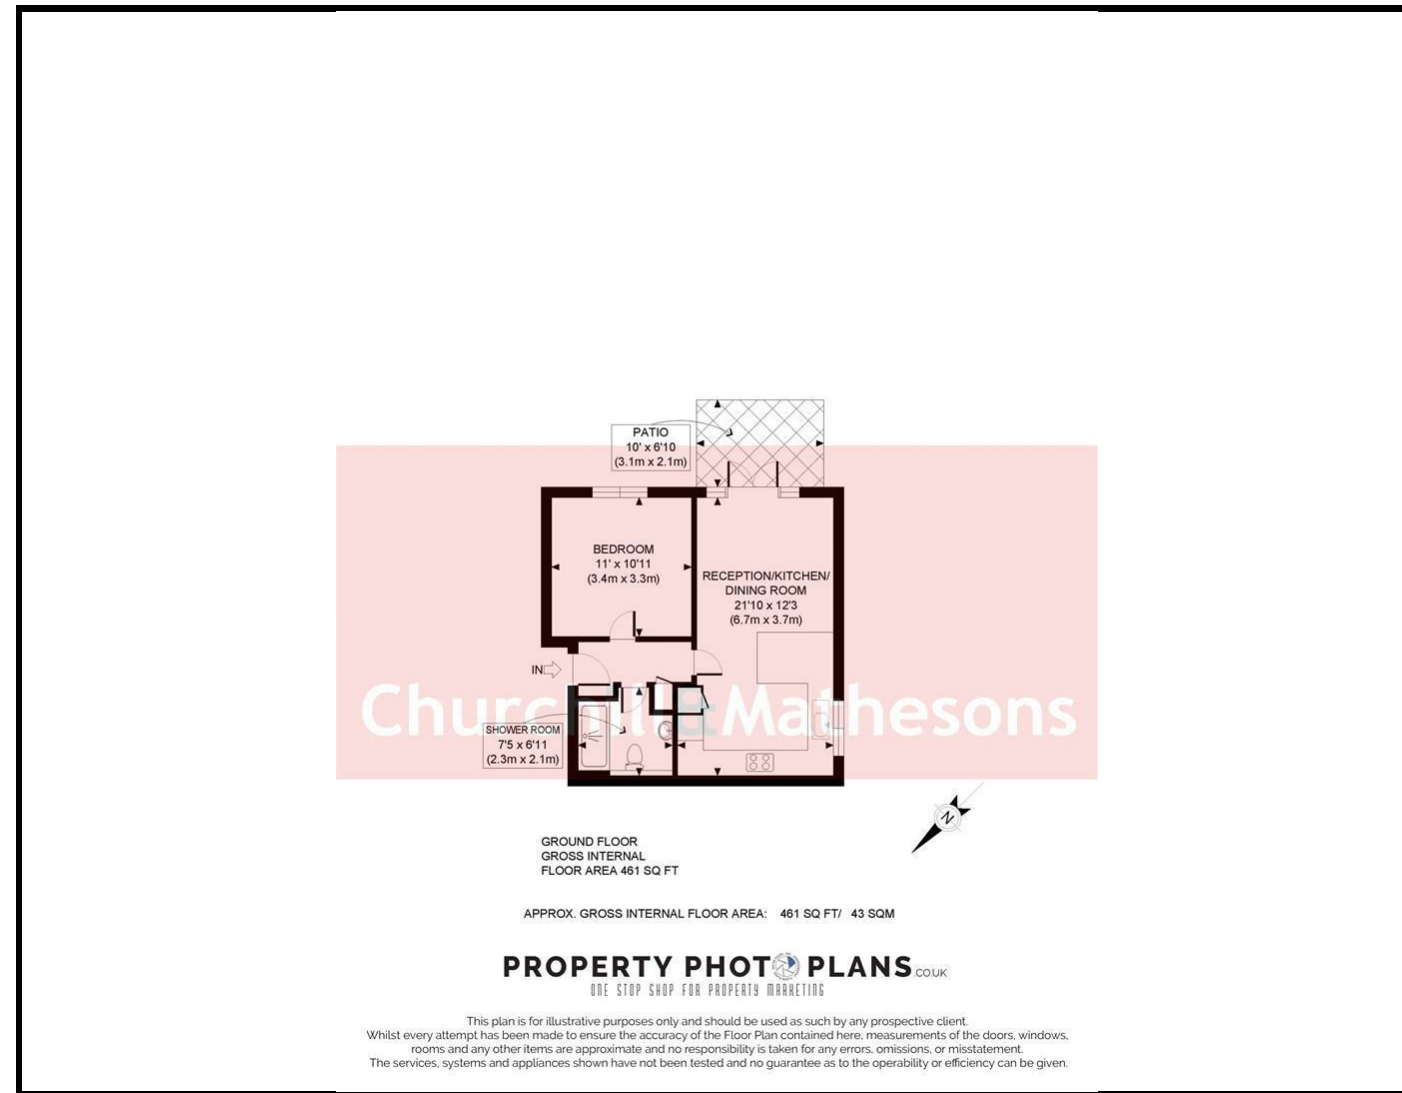 PATIO
10' x 6'10
(3.1m x 2.1m)
BEDROOM
11' x 10'11
(3.4m x 3.3m)
RECEPTION/KITCHEN/
DINING ROOM
21'10 x 12'3
(6.7m x 3.7m)
IN
Churchill & Mathesons
SHOWER ROOM
7'5 x 6'11
(2.3m x 2.1m)
N
GROUND FLOOR
GROSS INTERNAL
FLOOR AREA 461 SQ FT
APPROX. GROSS INTERNAL FLOOR AREA: 461 SQ FT/ 43 SQM
PROPERTY PHOTO PLANS.CO.UK
ONE STOP SHOP FOR PROPERTY MARKETING
This plan is for illustrative purposes only and should be used as such by any prospective client.
Whilst every attempt has been made to ensure the accuracy of the Floor Plan contained here, measurements of the doors, windows,
rooms and any other items are approximate and no responsibility is taken for any errors, omissions, or misstatement.
The services, systems and appliances shown have not been tested and no guarantee as to the operability or efficiency can be given.